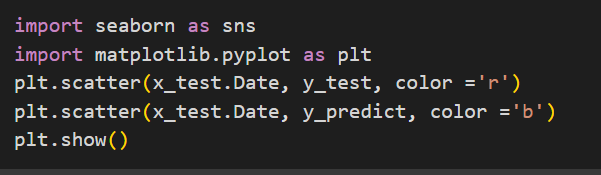 import seaborn as sns
import matplotlib.pyplot as plt
plt.scatter(x_test.Date, y_test, color ='r')
plt.scatter(x_test.Date, y_predict, color ='b')
plt.show()